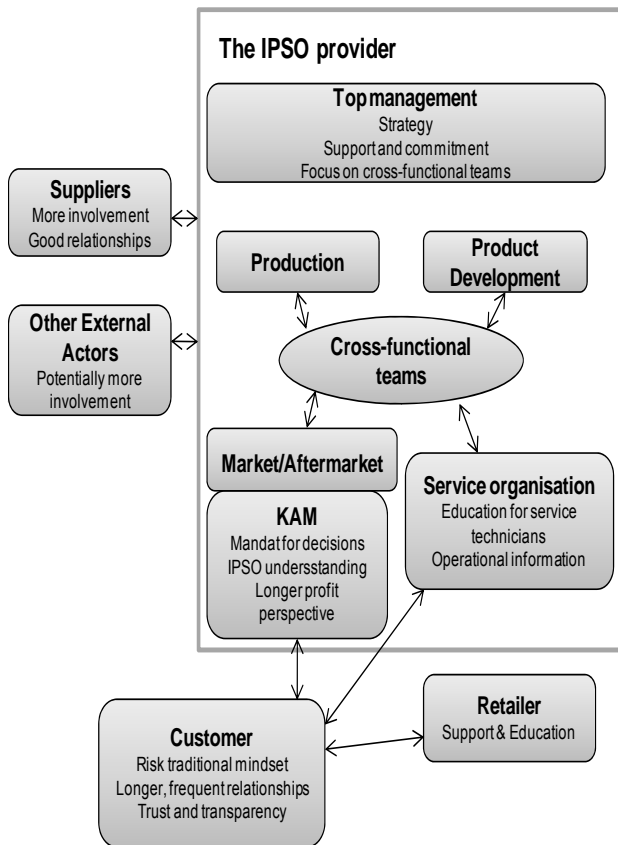 The IPSO provider
Top management
Strategy
Support and commitment
Focus on cross-functional teams
Suppliers
More involvement
Good relationships
Production
Product
Development
Other External
Actors
Potentially more
involvement
Cross-functional
teams
Market/Aftermarket
KAM
Mandat for decisions
IPSO undersstanding
Longer profit
perspective
Service organisation
Education for service
technicians
Operational information
Customer
Risk traditional mindset
Longer, frequent relationships
Trust and transparency
Retailer
Support & Education